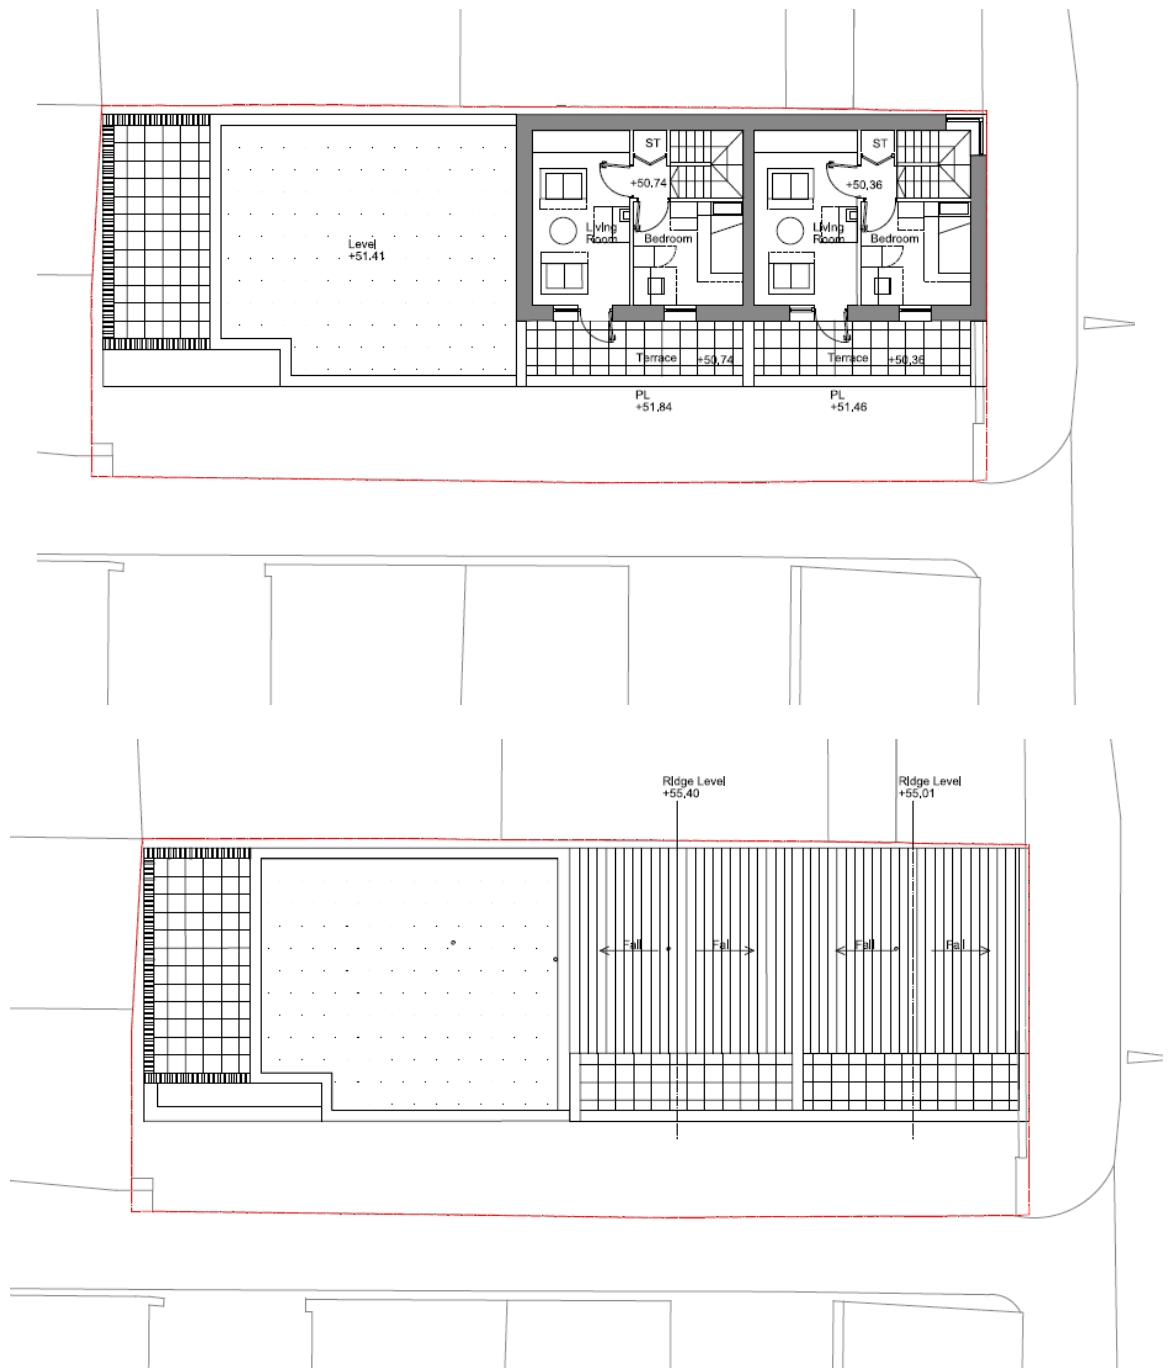 ST
ST
+50.74
+50.36
Living
Room
Bedroom
Living
Room
Bedroom
Level
+51.41
Terrace +50.74
Terrace +50.36
PL
+51.84
PL
+51.46
Ridge Level
+55.40
Ridge Level
+55.01
Fall
Fall
Fall
Fall